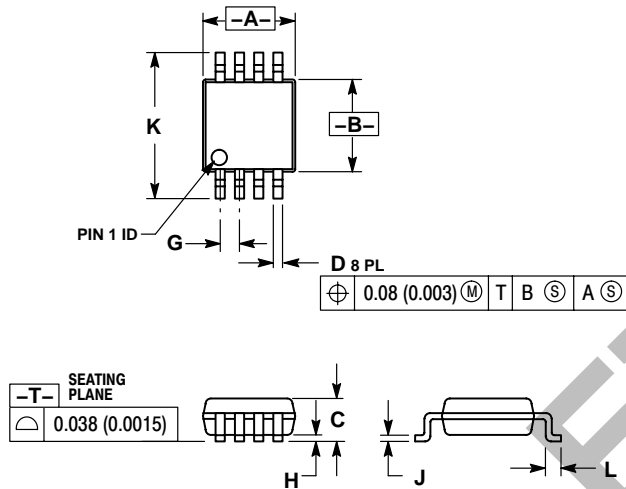 –A–
K
–B–
PIN 1 ID
G
D 8 PL
⌖ 0.08 (0.003) Ⓜ T B Ⓢ A Ⓢ
–T– SEATING
PLANE
0.038 (0.0015)
C
H
J
L